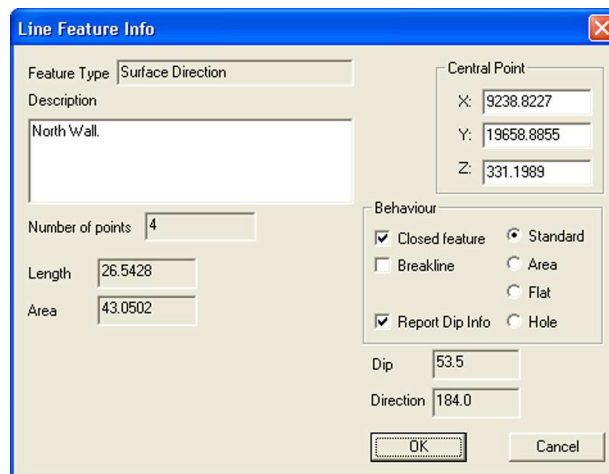 Line Feature Info
Feature Type Surface Direction
Description
North Wall.
Number of points 4
Length 26.5428
Area 43.0502
Central Point
X: 9238.8227
Y: 19658.8855
Z: 331.1989
Behaviour
Closed feature Standard
Breakline Area
Flat
Report Dip Info Hole
Dip 53.5
Direction 184.0
OK Cancel